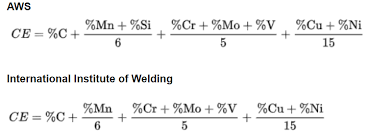 AWS
CE = %C + (%Mn + %Si)/6 + (%Cr + %Mo + %V)/5 + (%Cu + %Ni)/15
International Institute of Welding
CE = %C + %Mn/6 + (%Cr + %Mo + %V)/5 + (%Cu + %Ni)/15